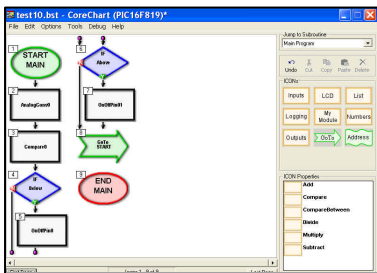 test10.bst - CoreChart (PIC16F819)*
File Edit Options Tools Debug Help
Jump to Subroutine
Main Program
Undo Cut Copy Paste Delete
ICONs:
Inputs LCD List
Logging My Module Numbers
Outputs GoTo Address
ICON Properties
Add
Compare
CompareBetween
Divide
Multiply
Subtract
1
START
MAIN
2
AnalogConv0
3
Compare0
4
IF
Below
5
OnOffPin0
6
IF
Above
7
OnOffPin01
8
GoTo
START
9
END
MAIN